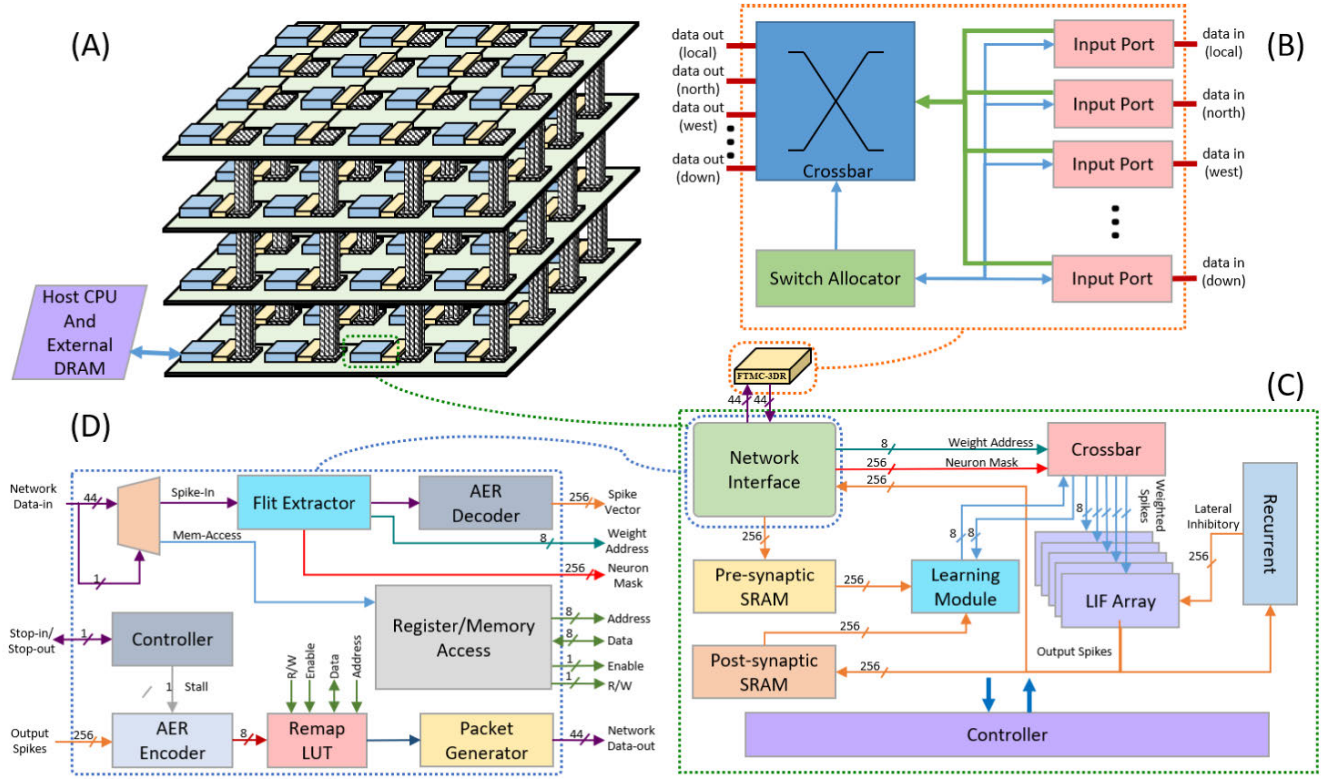 (A)
Host CPU
And
External
DRAM
(B)
data out
(local)
data out
(north)
data out
(west)
data out
(down)
Crossbar
Switch Allocator
Input Port
Input Port
Input Port
Input Port
data in
(local)
data in
(north)
data in
(west)
data in
(down)
FTMC-3DR
44
44
(C)
Network
Interface
8
Weight Address
256
Neuron Mask
256
Crossbar
Weighted
Spikes
8
8
8
Lateral
Inhibitory
256
Recurrent
256
Pre-synaptic
SRAM
256
Learning
Module
LIF Array
256
Output Spikes
Post-synaptic
SRAM
256
Controller
(D)
Network
Data-in
44
1
Spike-In
Mem-Access
Flit Extractor
AER
Decoder
256
Spike
Vector
8
Weight
Address
256
Neuron
Mask
Register/Memory
Access
8
Address
8
Data
1
Enable
1
R/W
Stop-in/
Stop-out
1
Controller
1
Stall
R/W
Enable
Data
Address
Output
Spikes
256
AER
Encoder
8
Remap
LUT
Packet
Generator
44
Network
Data-out